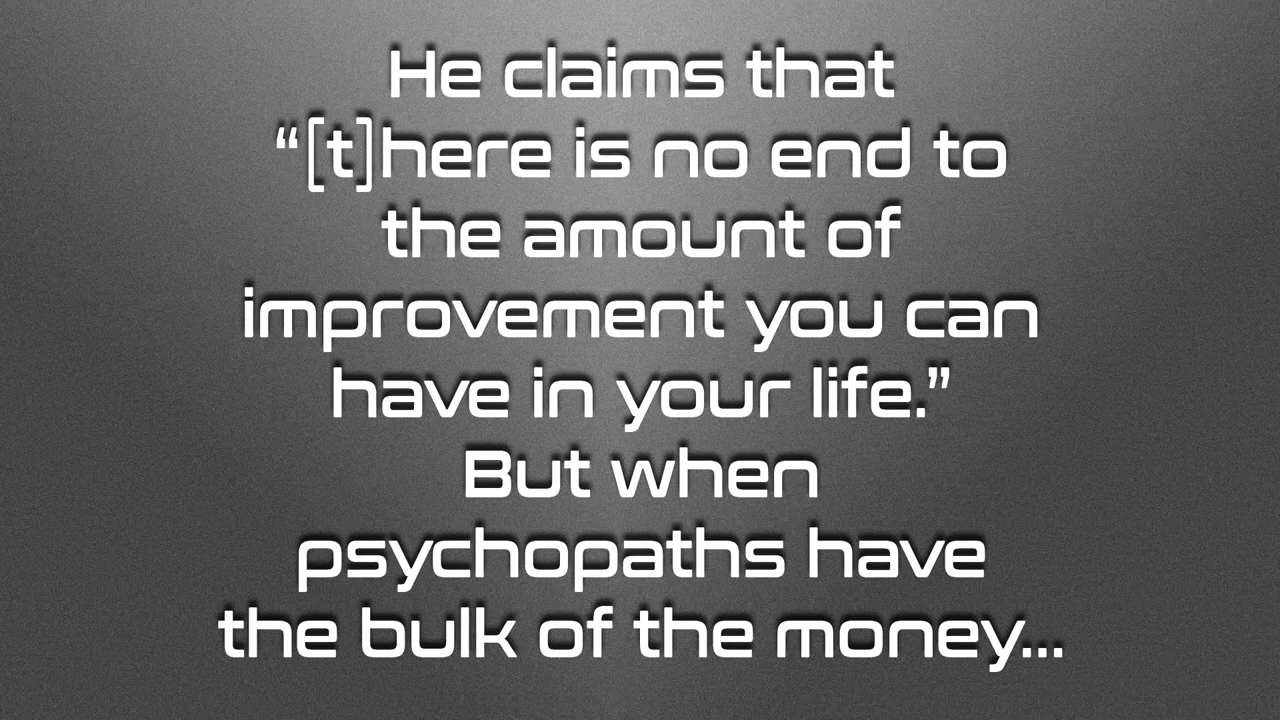 He claims that
“[t]here is no end to
the amount of
improvement you can
have in your life.”
But when
psychopaths have
the bulk of the money...